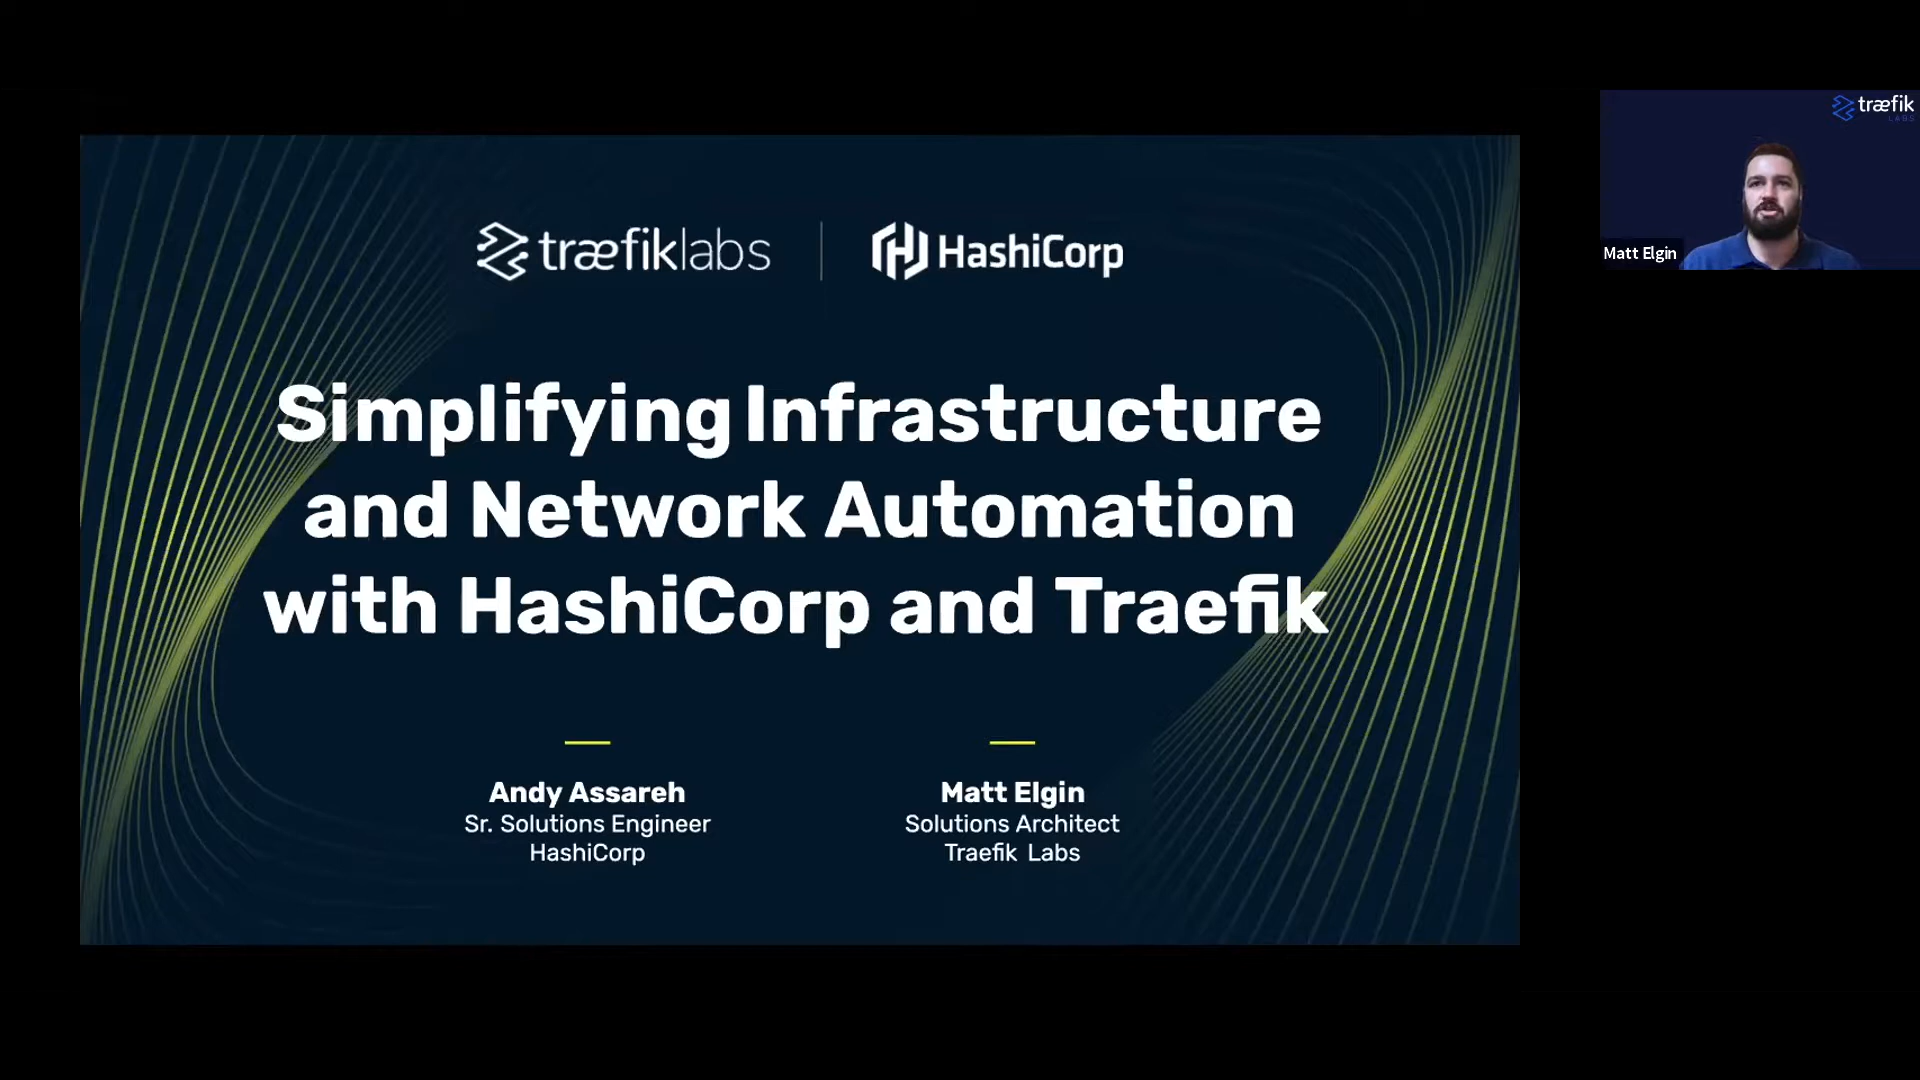 træfiklabs
HashiCorp
Simplifying Infrastructure
and Network Automation
with HashiCorp and Traefik
Andy Assareh
Sr. Solutions Engineer
HashiCorp
Matt Elgin
Solutions Architect
Traefik Labs
træfik
LABS
Matt Elgin